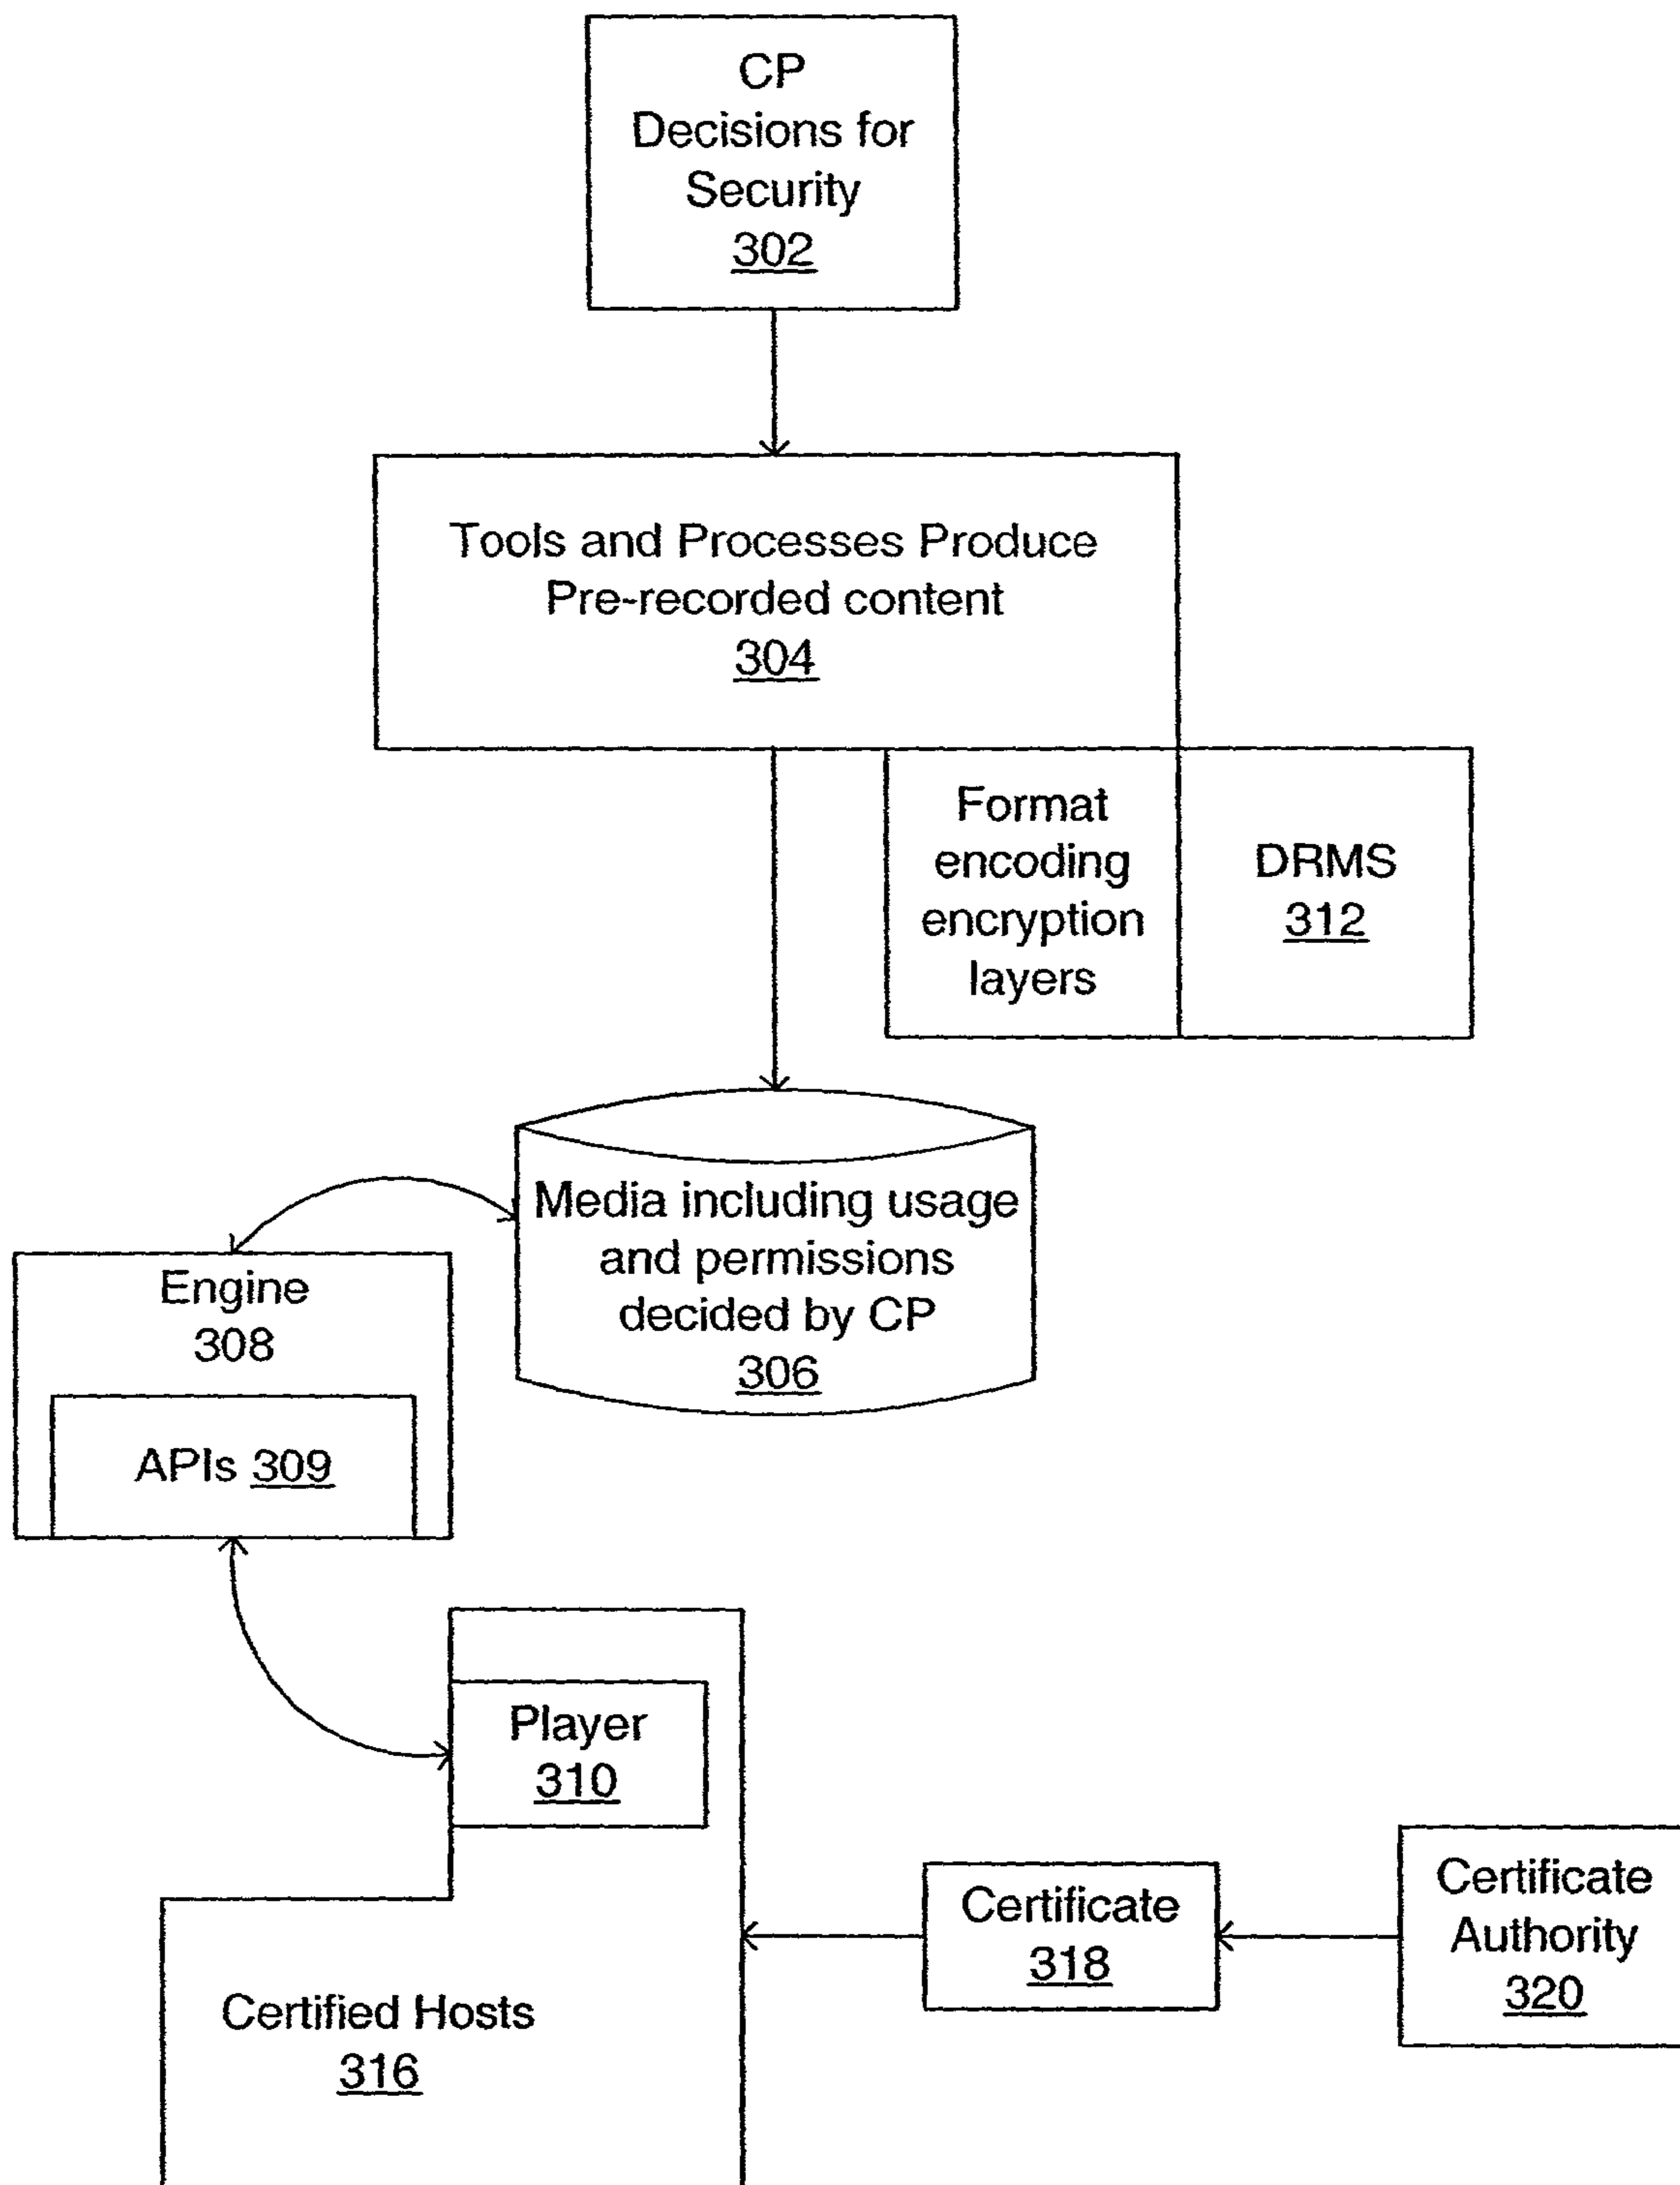 CP
Decisions for
Security
302
Tools and Processes Produce
Pre-recorded content
304
Format
encoding
encryption
layers
DRMS
312
Media including usage
and permissions
decided by CP
306
Engine
308
APIs 309
Player
310
Certified Hosts
316
Certificate
318
Certificate
Authority
320